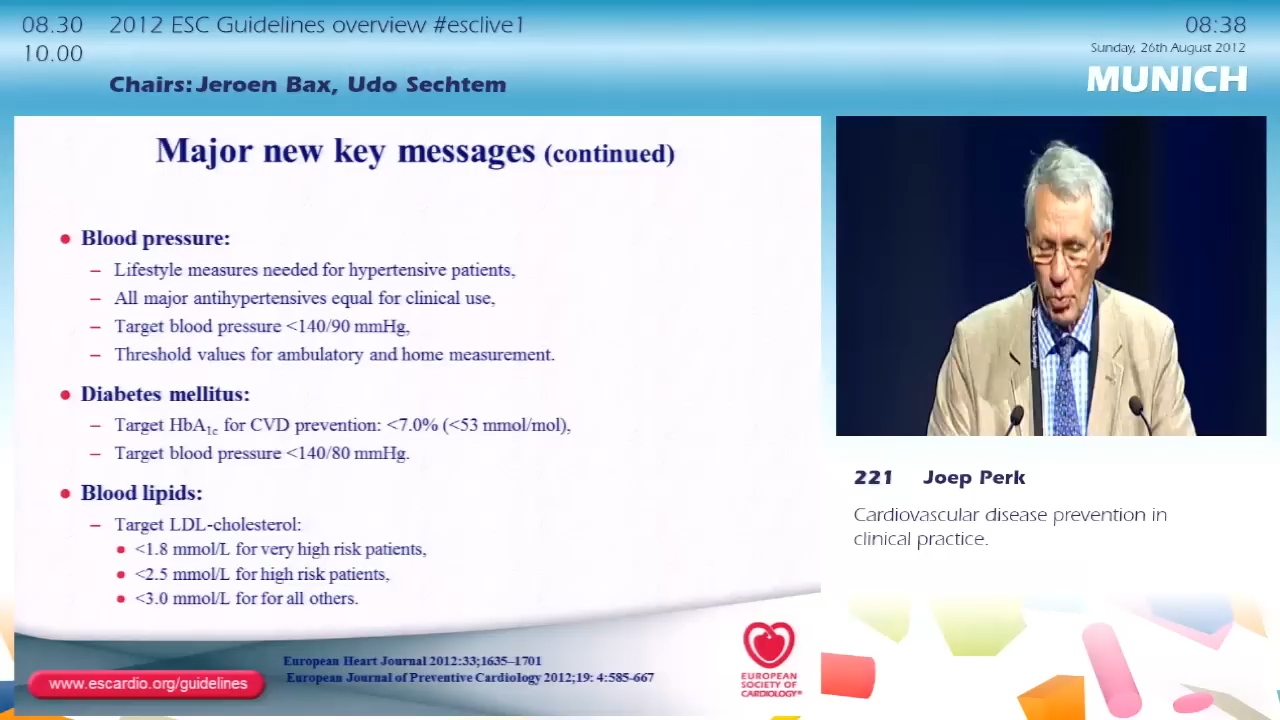 08.30 2012 ESC Guidelines overview #esclive1
10.00
Chairs: Jeroen Bax, Udo Sechtem
08:38
Sunday, 26th August 2012
MUNICH
Major new key messages (continued)
• Blood pressure:
– Lifestyle measures needed for hypertensive patients,
– All major antihypertensives equal for clinical use,
– Target blood pressure <140/90 mmHg,
– Threshold values for ambulatory and home measurement.
• Diabetes mellitus:
– Target HbA1c for CVD prevention: <7.0% (<53 mmol/mol),
– Target blood pressure <140/80 mmHg.
• Blood lipids:
– Target LDL-cholesterol:
• <1.8 mmol/L for very high risk patients,
• <2.5 mmol/L for high risk patients,
• <3.0 mmol/L for for all others.
www.escardio.org/guidelines
European Heart Journal 2012:33;1635–1701
European Journal of Preventive Cardiology 2012;19: 4:585-667
EUROPEAN
SOCIETY OF
CARDIOLOGY®
221 Joep Perk
Cardiovascular disease prevention in
clinical practice.